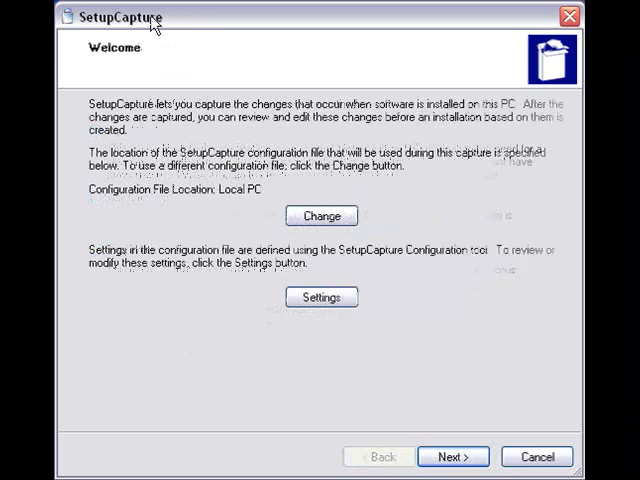 SetupCapture
Welcome
SetupCapture lets you capture the changes that occur when software is installed on this PC. After the
changes are captured, you can review and edit these changes before an installation based on them is
created.
The location of the SetupCapture configuration file that will be used during this capture is specified
below. To use a different configuration file, click the Change button.
Configuration File Location: Local PC
Change
Settings in the configuration file are defined using the SetupCapture Configuration tool. To review or
modify these settings, click the Settings button.
Settings
< Back
Next >
Cancel